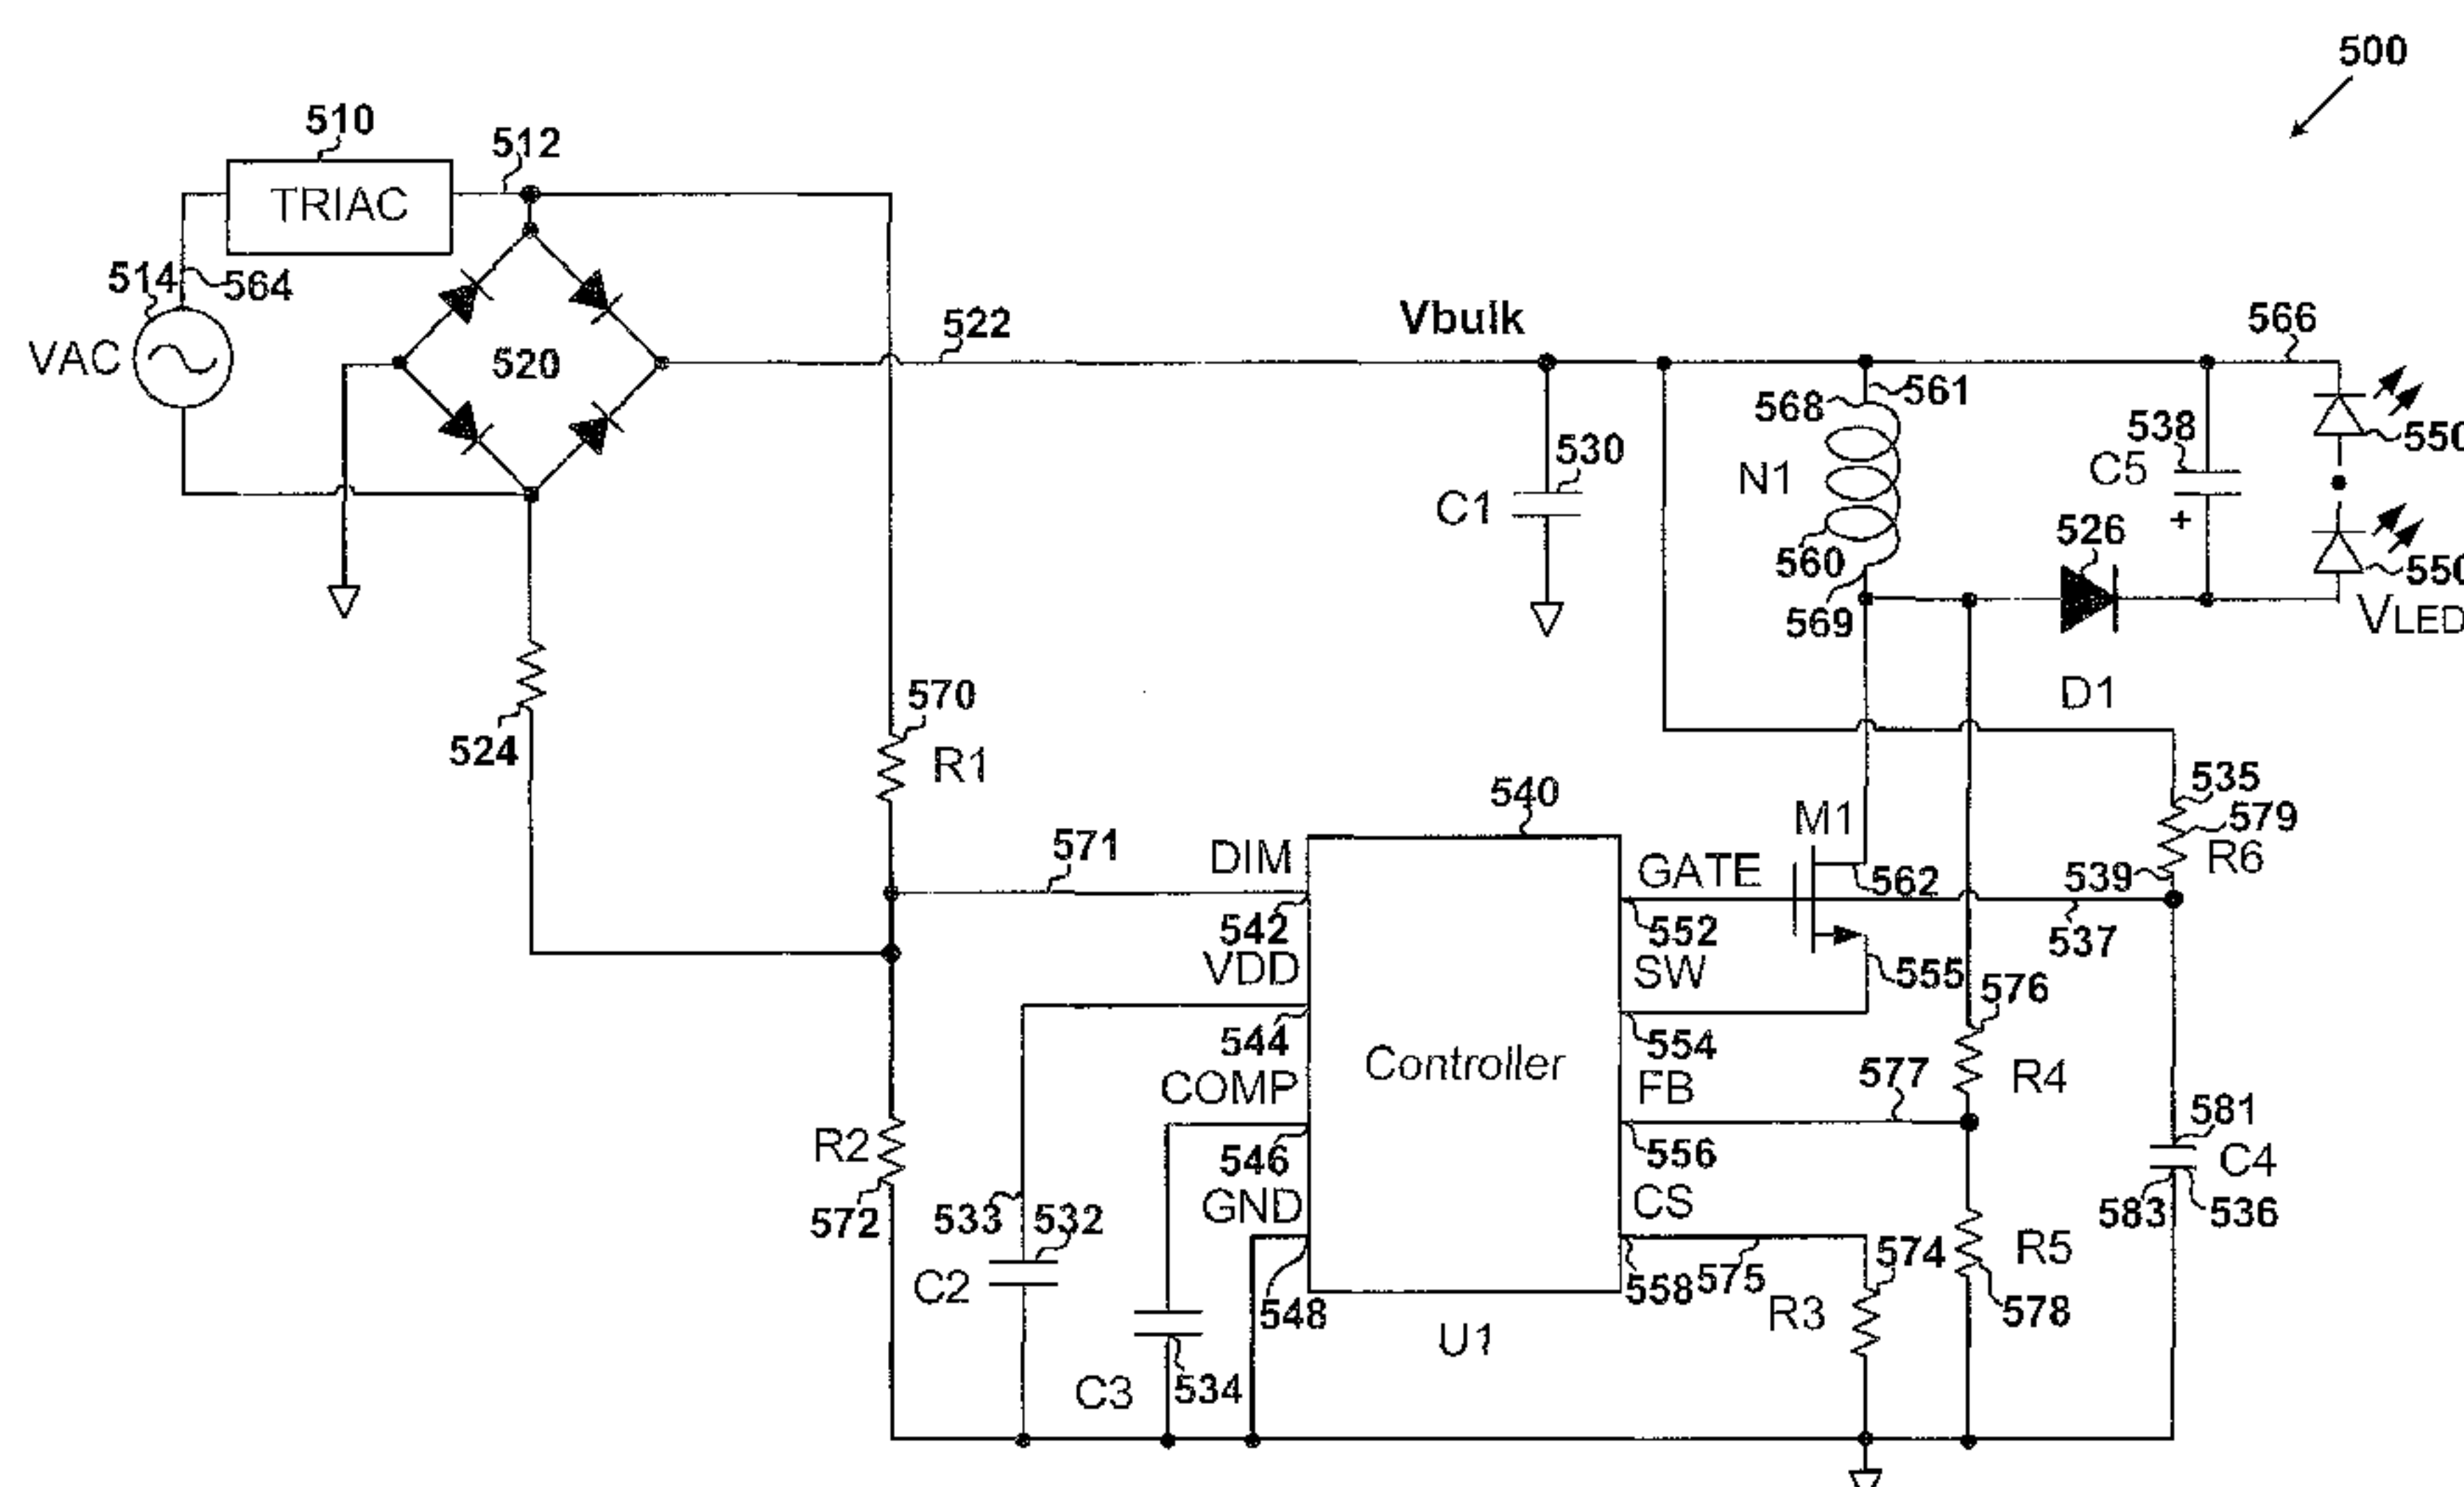 500
510
512
TRIAC
514
564
VAC
520
522
Vbulk
566
568
561
550
538
C5
N1
530
C1
560
526
550
569
VLED
D1
570
R1
524
535
579
R6
539
540
M1
571
DIM
GATE
562
542
552
537
VDD
SW
555
576
544
554
Controller
577
R4
COMP
FB
581
R2
546
556
C4
572
533
532
GND
CS
583
536
C2
548
558
575
574
R5
578
R3
U1
C3
534